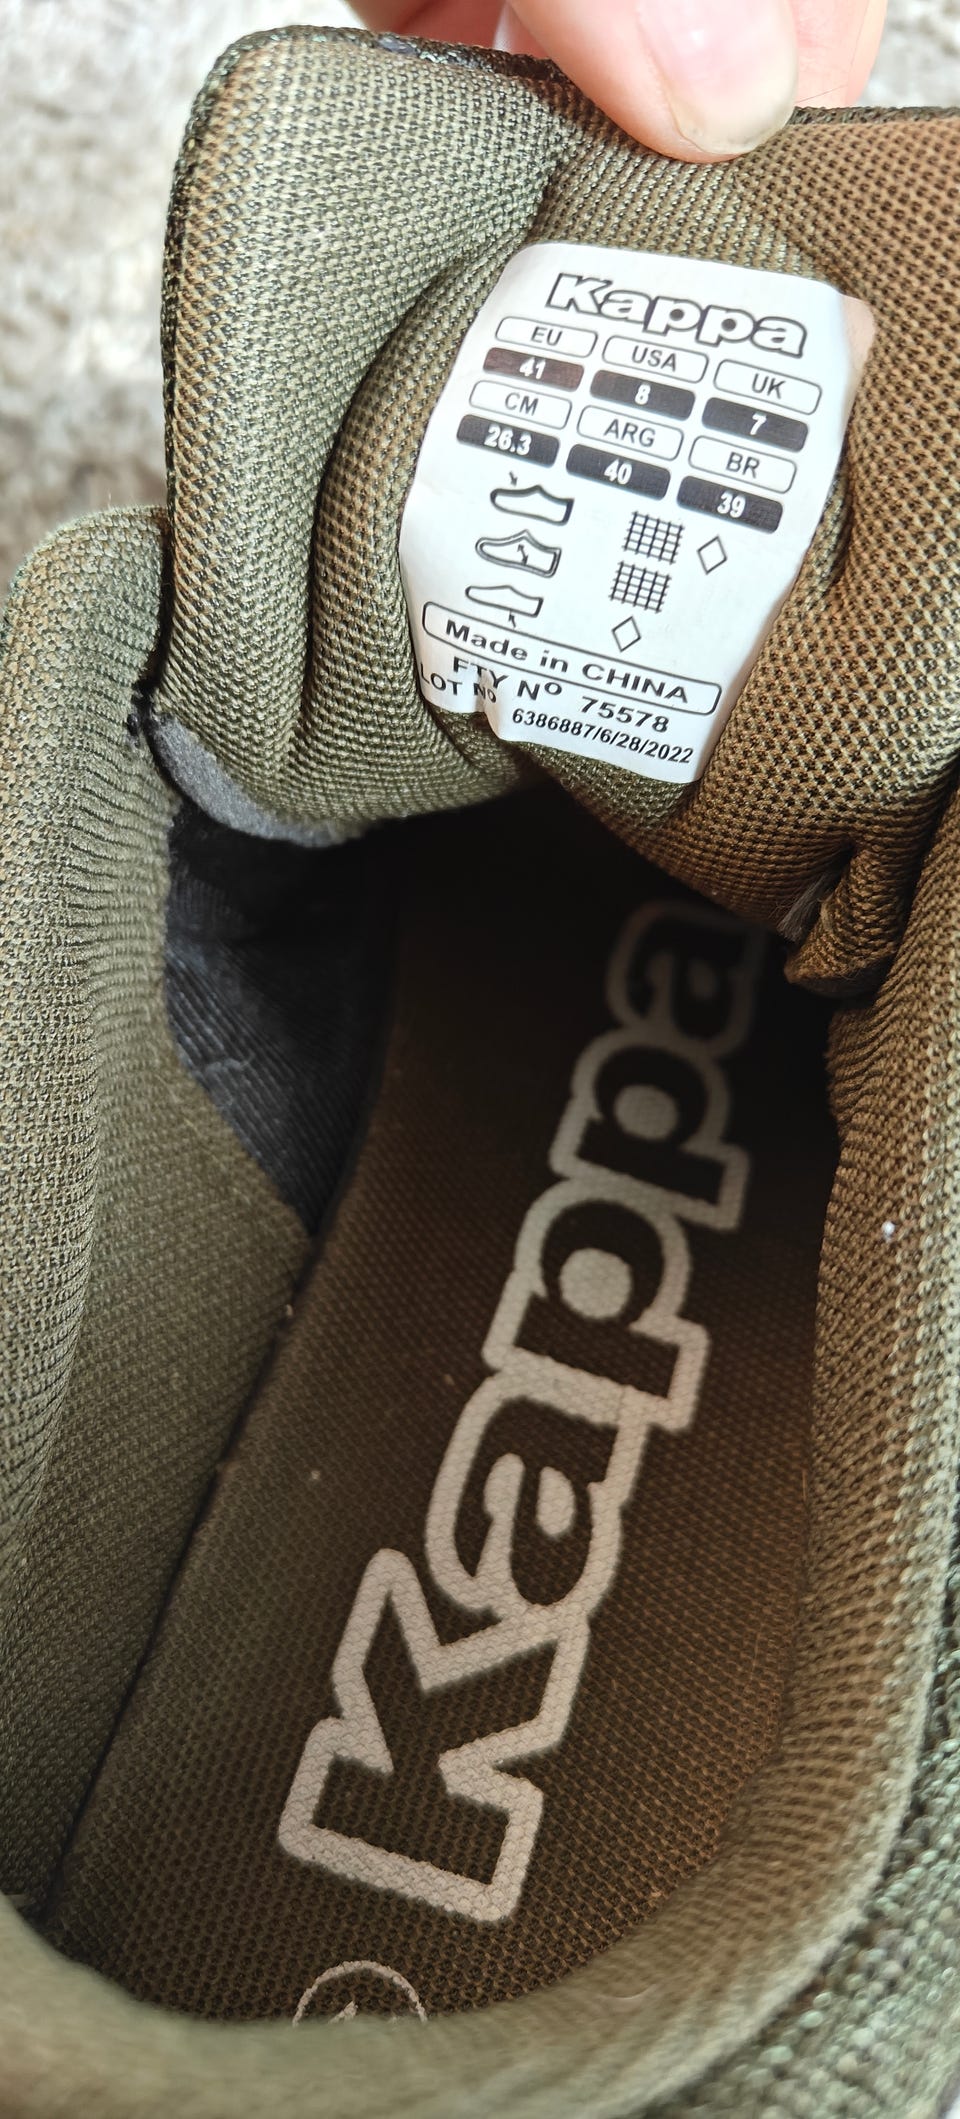 Kappa
EU USA UK
41 8 7
CM ARG BR
26.3 40 39
Made in CHINA
FTY Nº 75578
LOT Nº 6386887/6/28/2022
Kappa